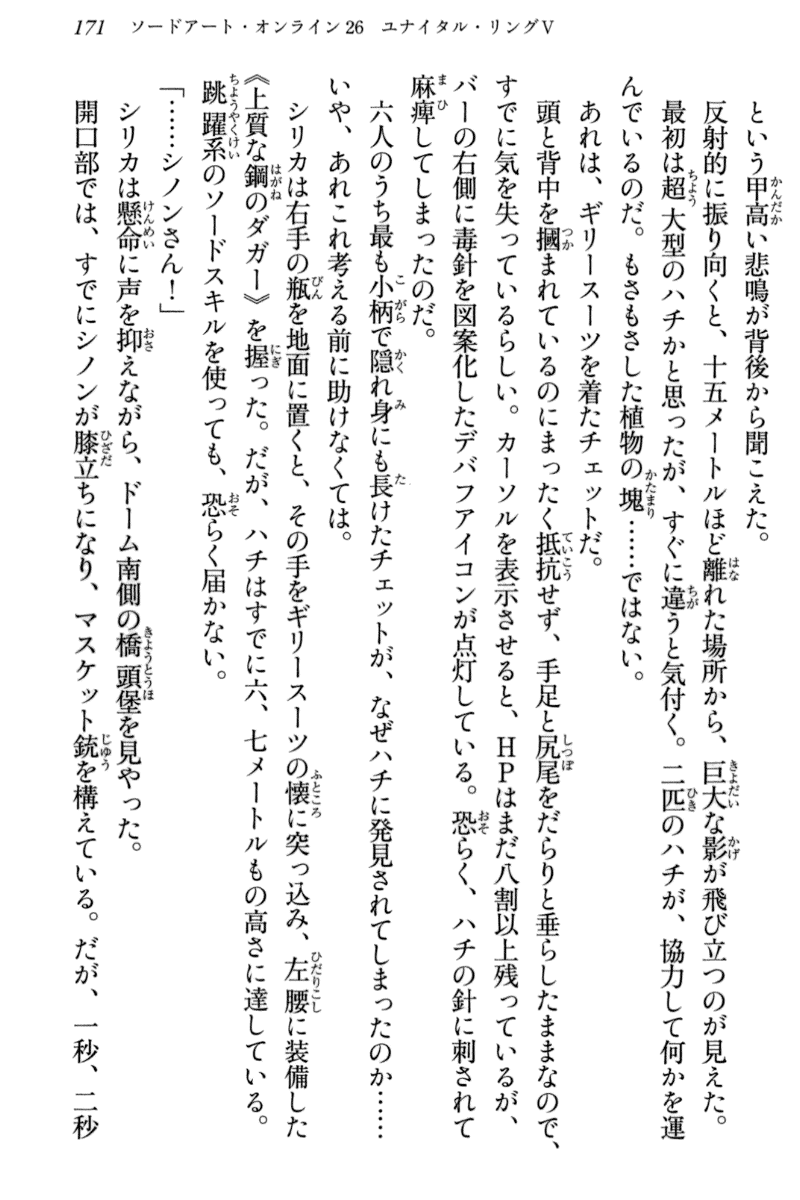 171 ソードアート・オンライン26 ユナイタル・リングⅤ
という甲高い悲鳴が背後から聞こえた。
反射的に振り向くと、十五メートルほど離れた場所から、巨大な影が飛び立つのが見えた。
最初は超大型のハチかと思ったが、すぐに違うと気付く。二匹のハチが、協力して何かを運
んでいるのだ。もさもさした植物の塊……ではない。
あれは、ギリースーツを着たチェットだ。
頭と背中を摑まれているのにまったく抵抗せず、手足と尻尾をだらりと垂らしたままなので、
すでに気を失っているらしい。カーソルを表示させると、HPはまだ八割以上残っているが、
バーの右側に毒針を図案化したデバフアイコンが点灯している。恐らく、ハチの針に刺されて
麻痺してしまったのだ。
六人のうち最も小柄で隠れ身にも長けたチェットが、なぜハチに発見されてしまったのか……
いや、あれこれ考える前に助けなくては。
シリカは右手の瓶を地面に置くと、その手をギリースーツの懐に突っ込み、左腰に装備した
《上質な鋼のダガー》を握った。だが、ハチはすでに六、七メートルもの高さに達している。
跳躍系のソードスキルを使っても、恐らく届かない。
「……シノンさん！」
シリカは懸命に声を抑えながら、ドーム南側の橋頭堡を見やった。
開口部では、すでにシノンが膝立ちになり、マスケット銃を構えている。だが、一秒、二秒